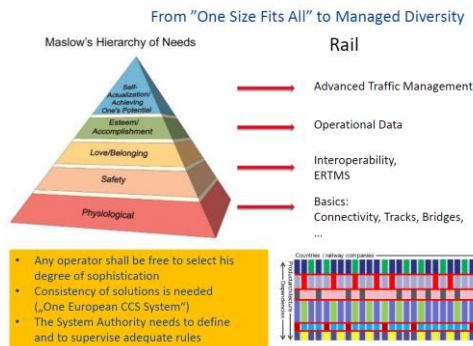 From "One Size Fits All" to Managed Diversity
Maslow's Hierarchy of Needs
Rail
Self-
Actualization/
Achieving
One's Potential
Advanced Traffic Management
Esteem/
Accomplishment
Operational Data
Love/Belonging
Interoperability,
ERTMS
Safety
Physiological
Basics:
Connectivity, Tracks, Bridges,
...
• Any operator shall be free to select his
degree of sophistication
• Consistency of solutions is needed
(„One European CCS System“)
• The System Authority needs to define
and to supervise adequate rules
Countries / railway companies
Productarchitecture
Dependencies